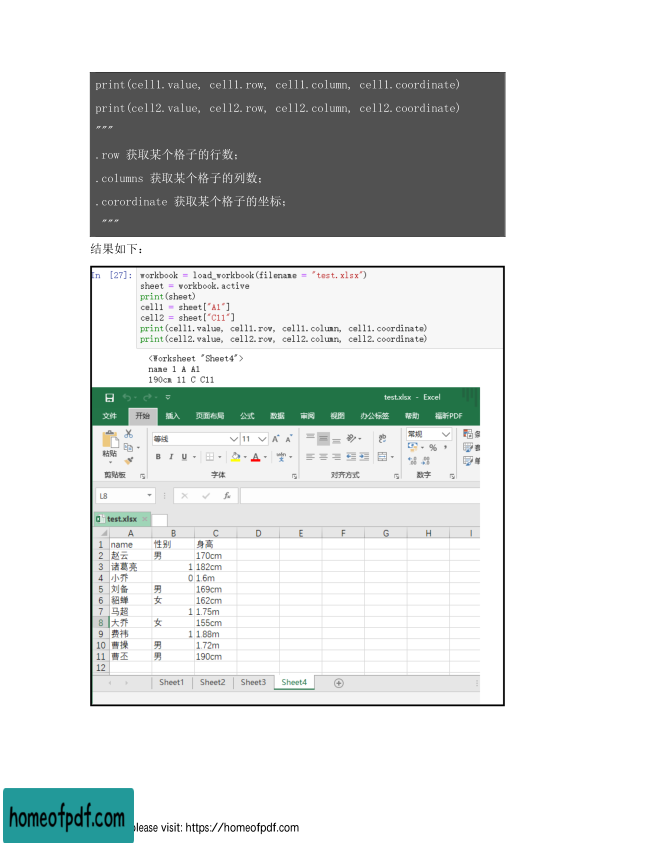 print(cell1.value, cell1.row, cell1.column, cell1.coordinate)
print(cell2.value, cell2.row, cell2.column, cell2.coordinate)
"""
.row 获取某个格子的行数;
.columns 获取某个格子的列数;
.corordinate 获取某个格子的坐标;
"""
结果如下:
In [27]: workbook = load_workbook(filename = "test.xlsx")
sheet = workbook.active
print(sheet)
cell1 = sheet["A1"]
cell2 = sheet["C11"]
print(cell1.value, cell1.row, cell1.column, cell1.coordinate)
print(cell2.value, cell2.row, cell2.column, cell2.coordinate)
<Worksheet "Sheet4">
name 1 A A1
190cm 11 C C11
test.xlsx - Excel
文件 开始 插入 页面布局 公式 数据 审阅 视图 办公标签 帮助 福昕PDF
等线 11 常规
粘贴 B I U A % ,
剪贴板 字体 对齐方式 数字
L8 fx
test.xlsx
A B C D E F G H I
1 name 性别 身高
2 赵云 男 170cm
3 诸葛亮 1 182cm
4 小乔 0 1.6m
5 刘备 男 169cm
6 貂蝉 女 162cm
7 马超 1 1.75m
8 大乔 女 155cm
9 费祎 1 1.88m
10 曹操 男 1.72m
11 曹丕 男 190cm
12
Sheet1 Sheet2 Sheet3 Sheet4
homeofpdf.com
please visit: https://homeofpdf.com